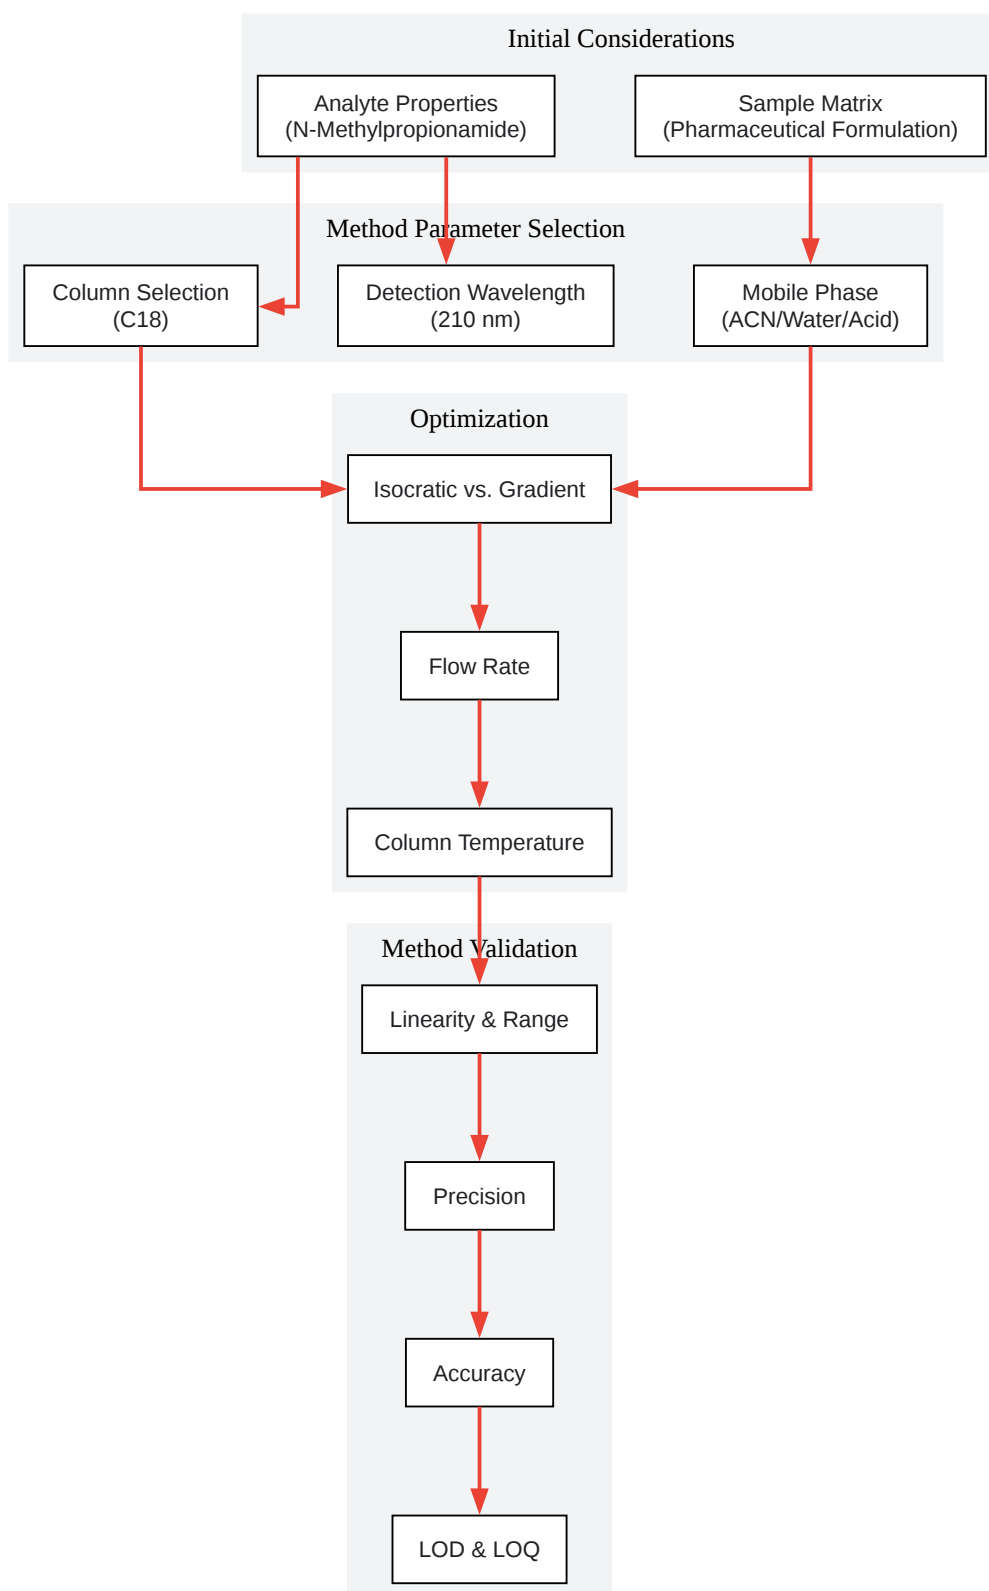 Initial Considerations
Analyte Properties
(N-Methylpropionamide)
Sample Matrix
(Pharmaceutical Formulation)
Method Parameter Selection
Column Selection
(C18)
Detection Wavelength
(210 nm)
Mobile Phase
(ACN/Water/Acid)
Optimization
Isocratic vs. Gradient
Flow Rate
Column Temperature
Method Validation
Linearity & Range
Precision
Accuracy
LOD & LOQ